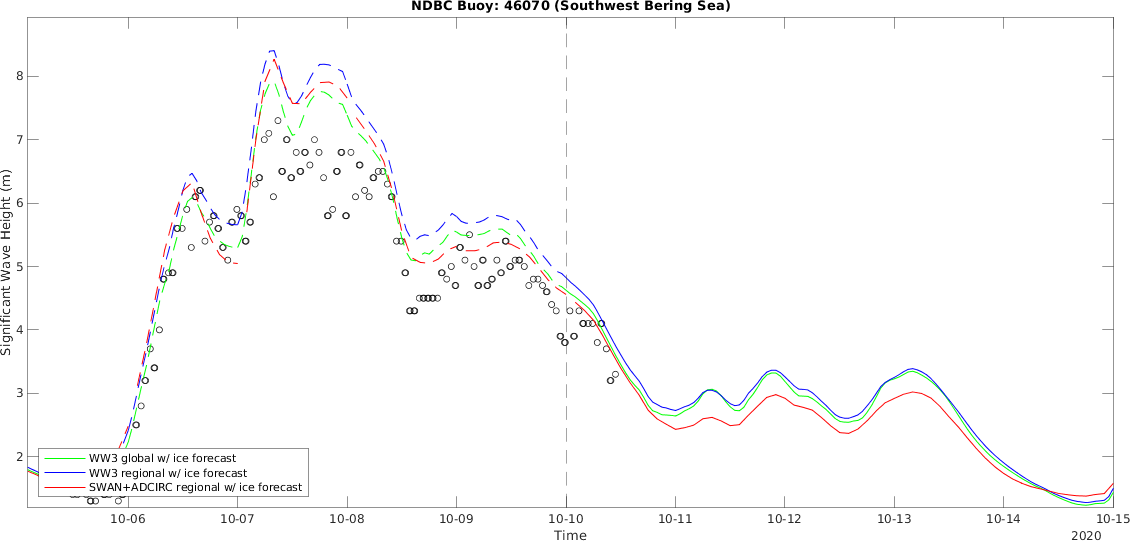 NDBC Buoy: 46070 (Southwest Bering Sea)
Significant Wave Height (m)
8
7
6
5
4
3
2
WW3 global w/ ice forecast
WW3 regional w/ ice forecast
SWAN+ADCIRC regional w/ ice forecast
10-06 10-07 10-08 10-09 10-10 10-11 10-12 10-13 10-14 10-15
Time
2020